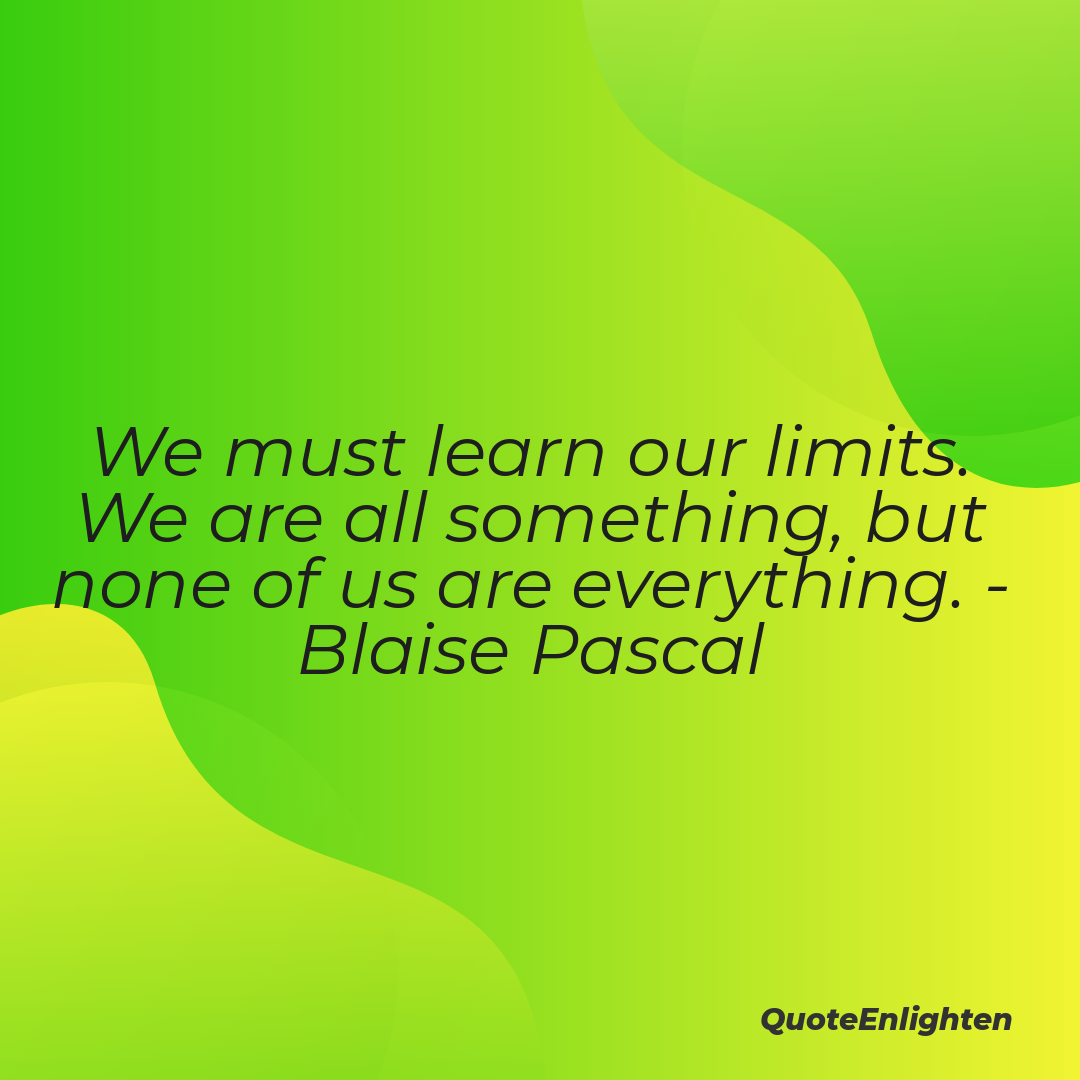 We must learn our limits.
We are all something, but
none of us are everything. -
Blaise Pascal
QuoteEnlighten